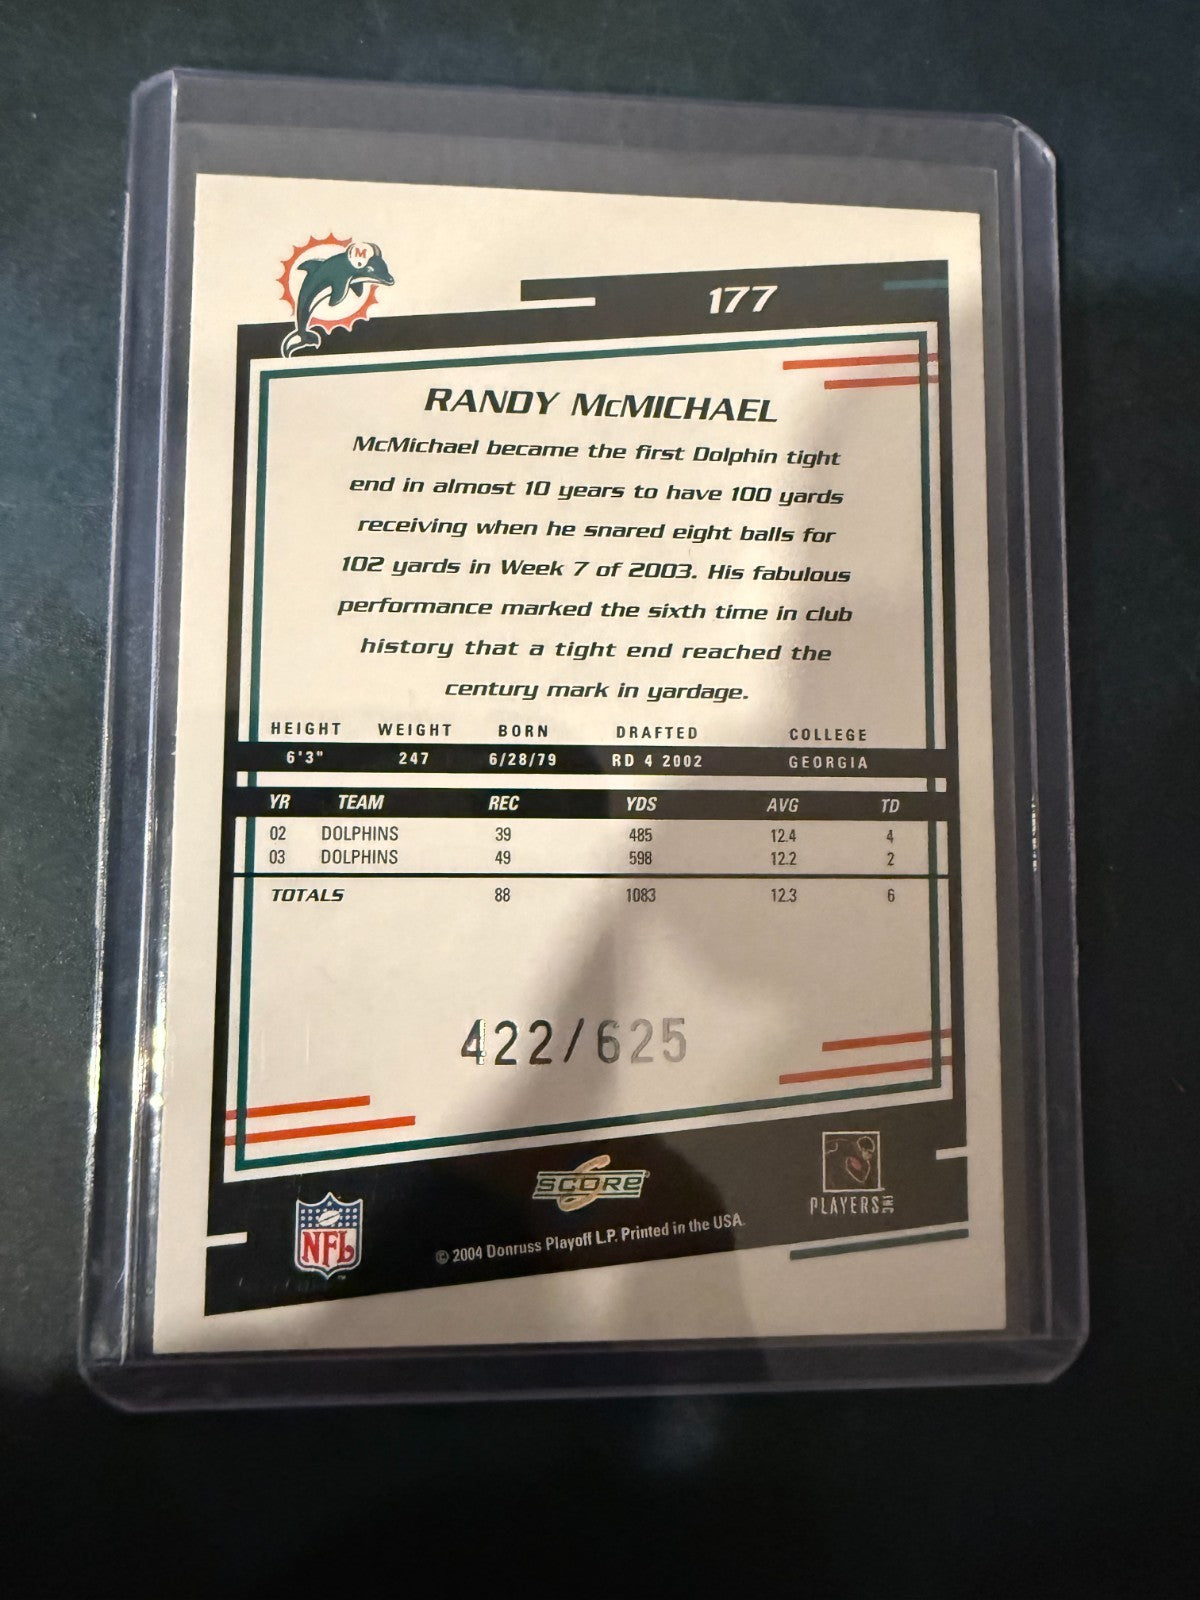 M
177
RANDY McMICHAEL
McMichael became the first Dolphin tight
end in almost 10 years to have 100 yards
receiving when he snared eight balls for
102 yards in Week 7 of 2003. His fabulous
performance marked the sixth time in club
history that a tight end reached the
century mark in yardage.
HEIGHT WEIGHT BORN DRAFTED COLLEGE
6'3" 247 6/28/79 RD 4 2002 GEORGIA
YR TEAM REC YDS AVG TD
02 DOLPHINS 39 485 12.4 4
03 DOLPHINS 49 598 12.2 2
TOTALS 88 1083 12.3 6
422/625
SCORE
NFL
PLAYERS INC
© 2004 Donruss Playoff L.P. Printed in the USA.